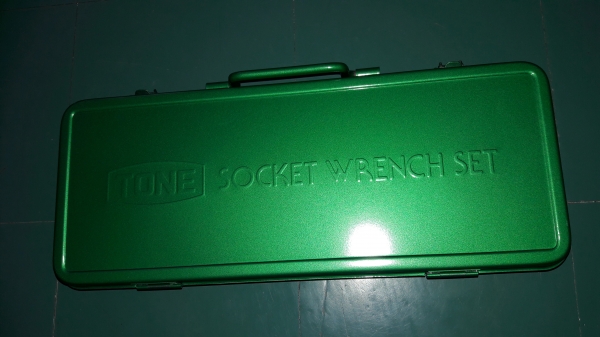 TONE SOCKET WRENCH SET